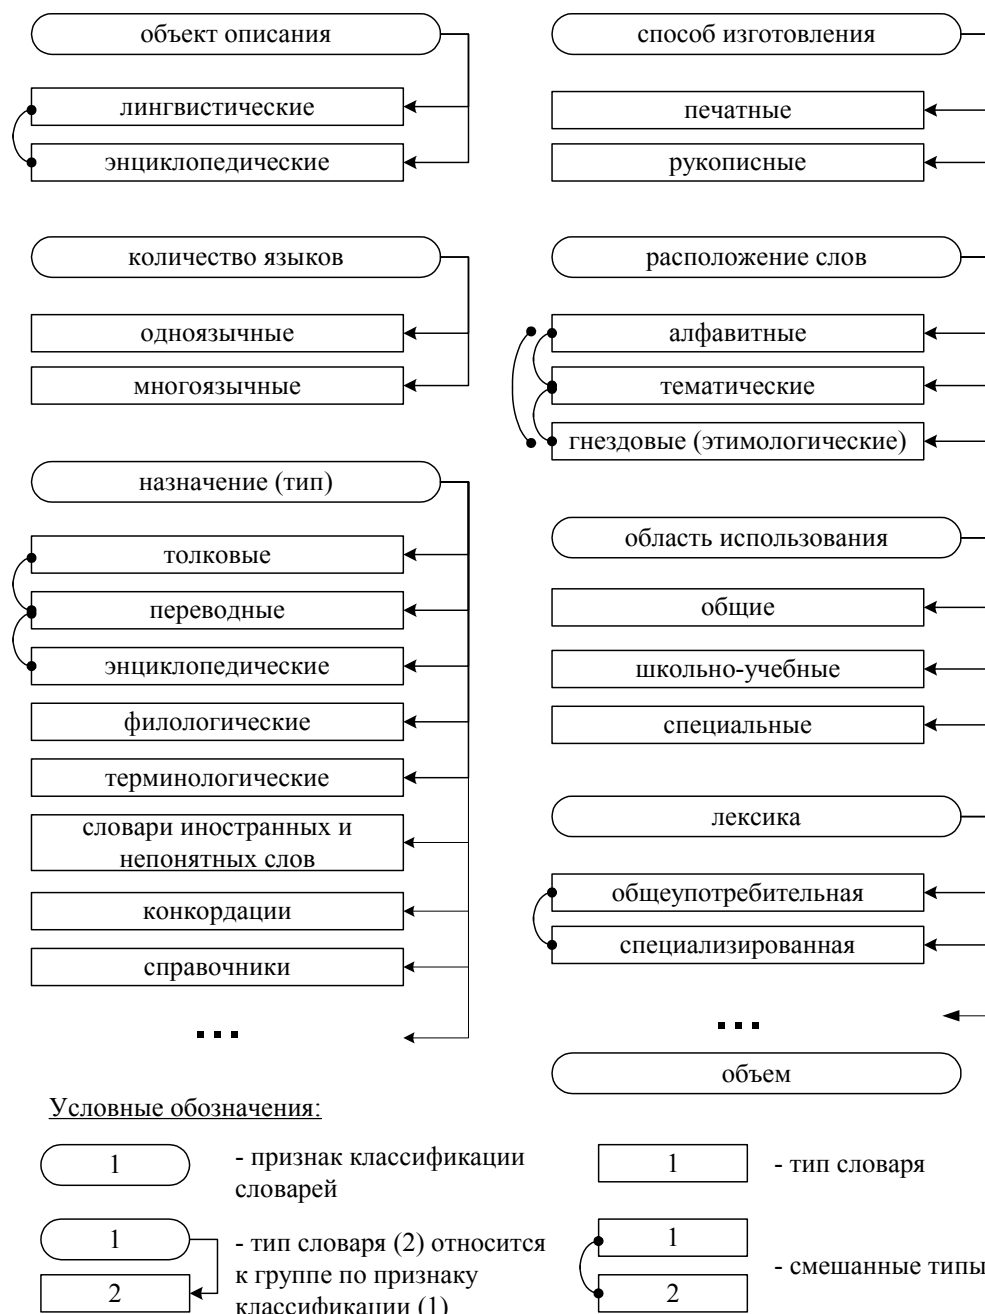 объект описания
лингвистические
энциклопедические
количество языков
одноязычные
многоязычные
назначение (тип)
толковые
переводные
энциклопедические
филологические
терминологические
словари иностранных и
непонятных слов
конкордации
справочники
...
способ изготовления
печатные
рукописные
расположение слов
алфавитные
тематические
гнездовые (этимологические)
область использования
общие
школьно-учебные
специальные
лексика
общеупотребительная
специализированная
...
объем
Условные обозначения:
1
- признак классификации
словарей
1
- тип словаря
1
2
- тип словаря (2) относится
к группе по признаку
классификации (1)
1
2
- смешанные типы